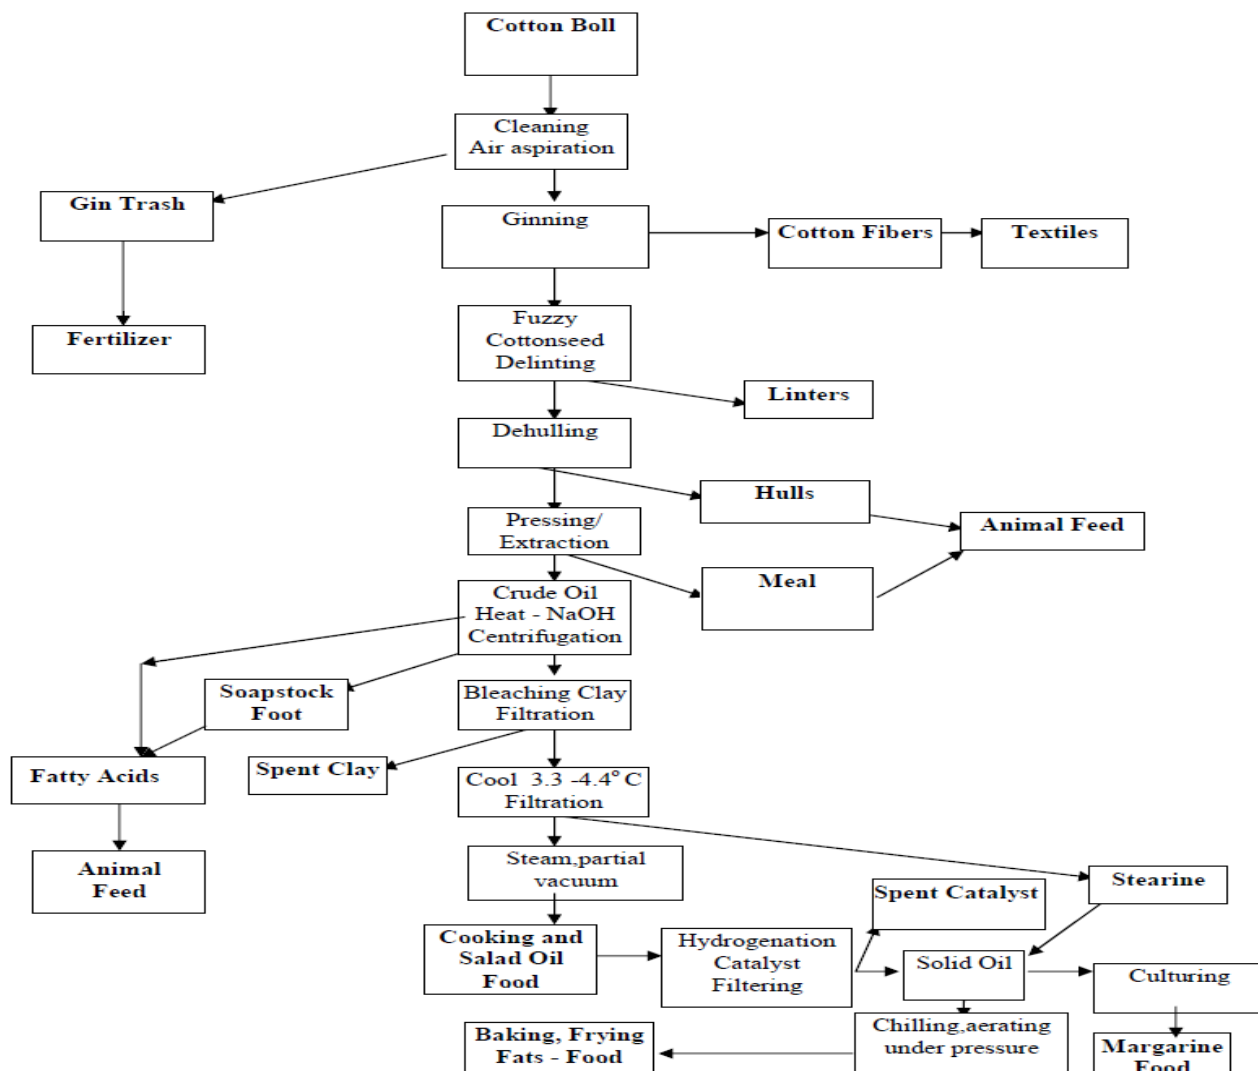 Cotton Boll
Cleaning
Air aspiration
Gin Trash
Ginning
Cotton Fibers
Textiles
Fertilizer
Fuzzy
Cottonseed
Delinting
Linters
Dehulling
Hulls
Pressing/
Extraction
Animal Feed
Meal
Crude Oil
Heat - NaOH
Centrifugation
Soapstock
Foot
Bleaching Clay
Filtration
Fatty Acids
Spent Clay
Cool 3.3 -4.4° C
Filtration
Animal
Feed
Steam,partial
vacuum
Stearine
Spent Catalyst
Cooking and
Salad Oil
Food
Hydrogenation
Catalyst
Filtering
Solid Oil
Culturing
Baking, Frying
Fats - Food
Chilling,aerating
under pressure
Margarine
Food